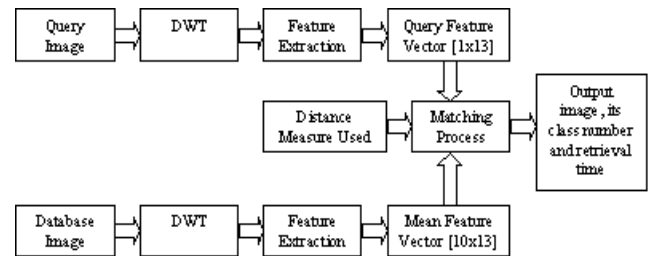 Query
Image
DWT
Feature
Extraction
Query Feature
Vector [1x13]
Distance
Measure Used
Matching
Process
Output
image, its
class number
and retrieval
time
Database
Image
DWT
Feature
Extraction
Mean Feature
Vector [10x13]